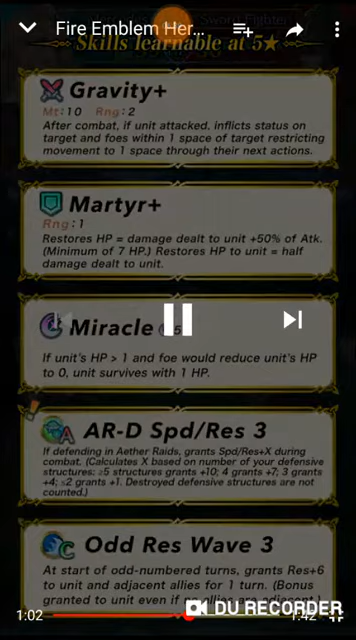 Fire Emblem Her...
Sword Fighter
Skills learnable at 5★
Gravity+
Mt:10 Rng:2
After combat, if unit attacked, inflicts status on
target and foes within 1 space of target restricting
movement to 1 space through their next actions.
Martyr+
Rng:1
Restores HP = damage dealt to unit +50% of Atk.
(Minimum of 7 HP.) Restores HP to unit = half
damage dealt to unit.
Miracle
If unit's HP > 1 and foe would reduce unit's HP
to 0, unit survives with 1 HP.
A AR-D Spd/Res 3
If defending in Aether Raids, grants Spd/Res+X during
combat. (Calculates X based on number of your defensive
structures: ≥5 structures grants +10; 4 grants +7; 3 grants
+4; ≤2 grants +1. Destroyed defensive structures are not
counted.)
C Odd Res Wave 3
At start of odd-numbered turns, grants Res+6
to unit and adjacent allies for 1 turn. (Bonus
granted to unit even if no allies are adjacent.)
1:02
1:42
DU RECORDER